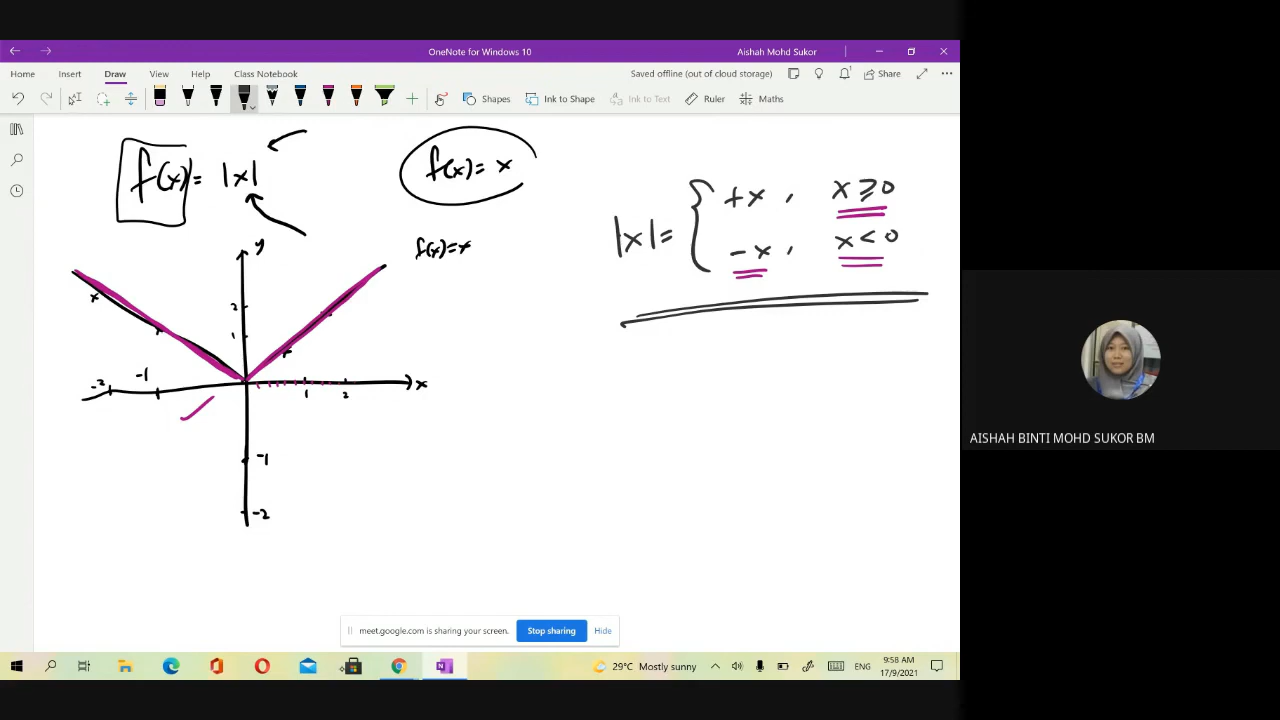 OneNote for Windows 10
Aishah Mohd Sukor
Home Insert Draw View Help Class Notebook
Saved offline (out of cloud storage)
Share
Shapes
Ink to Shape
Ink to Text
Ruler
Maths
f(x) = |x|
f(x) = x
|x| = { +x , x ≥ 0
-x , x < 0
y
f(x) = x
2
1
-2 -1
1 2
x
-1
-2
AISHAH BINTI MOHD SUKOR BM
meet.google.com is sharing your screen.
Stop sharing
Hide
29°C Mostly sunny
ENG
9:58 AM
17/9/2021